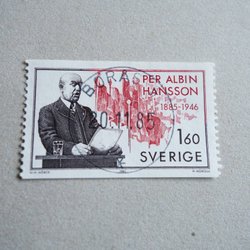 PER ALBIN
HANSSON
1885-1946
BORÅS
20.11.85
1.60
SVERIGE